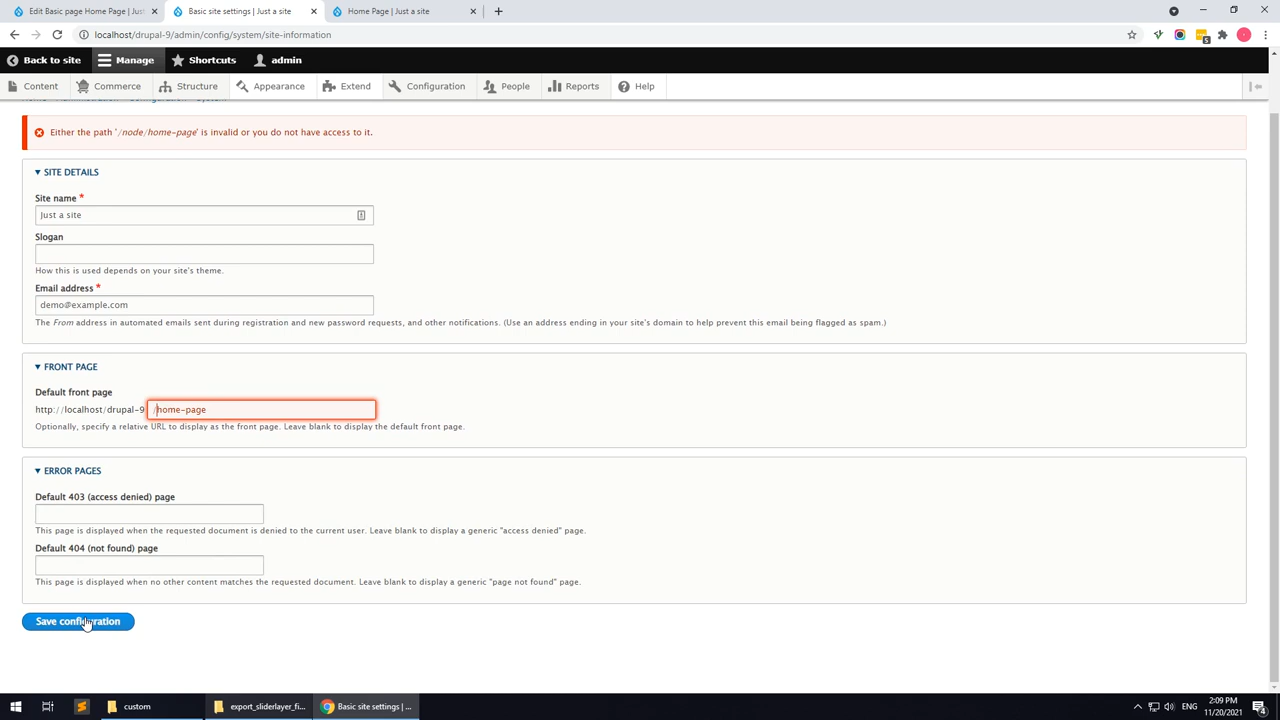 Edit Basic page Home Page | Jus
Basic site settings | Just a site
Home Page | Just a site
localhost/drupal-9/admin/config/system/site-information
5
Back to site
Manage
Shortcuts
admin
Content
Commerce
Structure
Appearance
Extend
Configuration
People
Reports
Help
Either the path '/node/home-page' is invalid or you do not have access to it.
SITE DETAILS
Site name *
Just a site
Slogan
How this is used depends on your site's theme.
Email address *
demo@example.com
The From address in automated emails sent during registration and new password requests, and other notifications. (Use an address ending in your site's domain to help prevent this email being flagged as spam.)
FRONT PAGE
Default front page
http://localhost/drupal-9 /home-page
Optionally, specify a relative URL to display as the front page. Leave blank to display the default front page.
ERROR PAGES
Default 403 (access denied) page
This page is displayed when the requested document is denied to the current user. Leave blank to display a generic "access denied" page.
Default 404 (not found) page
This page is displayed when no other content matches the requested document. Leave blank to display a generic "page not found" page.
Save configuration
custom
export_sliderlayer_fi...
Basic site settings | ...
ENG
2:09 PM
11/20/2021
4